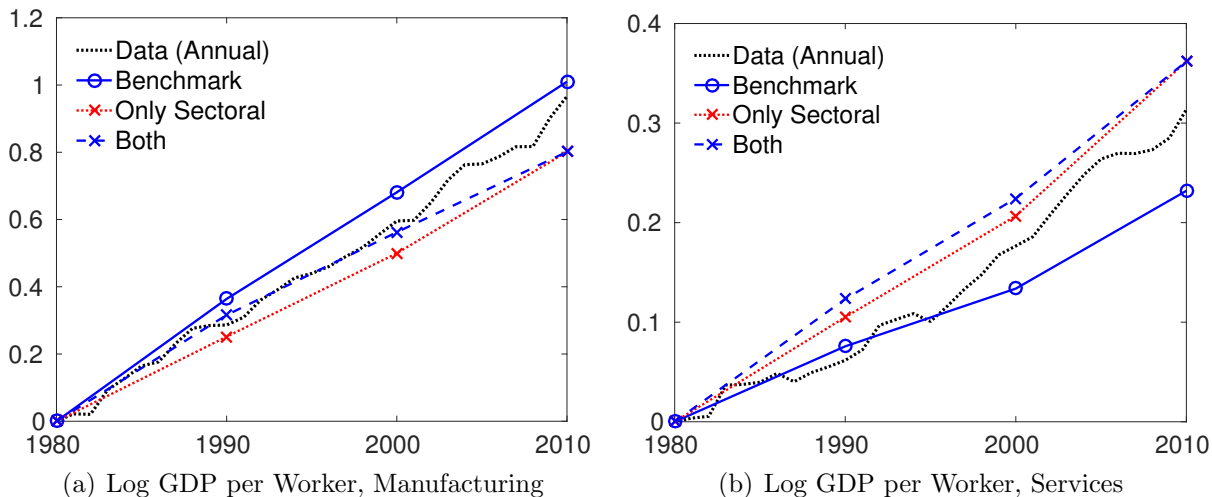 1.2
1
0.8
0.6
0.4
0.2
0
1980 1990 2000 2010
Data (Annual)
Benchmark
Only Sectoral
Both
(a) Log GDP per Worker, Manufacturing
0.4
0.3
0.2
0.1
0
1980 1990 2000 2010
Data (Annual)
Benchmark
Only Sectoral
Both
(b) Log GDP per Worker, Services